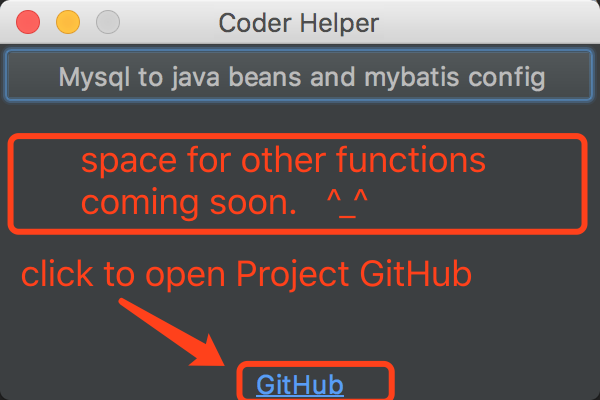 Coder Helper
Mysql to java beans and mybatis config
space for other functions
coming soon. ^_^
click to open Project GitHub
GitHub